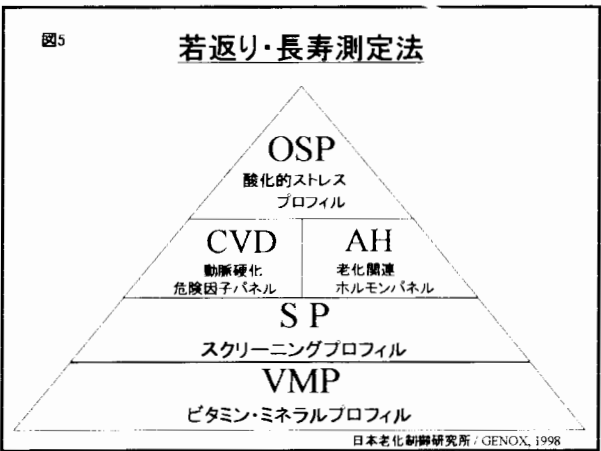 図5
若返り・長寿測定法
OSP
酸化的ストレス
プロフィル
CVD
動脈硬化
危険因子パネル
AH
老化関連
ホルモンパネル
SP
スクリーニングプロフィル
VMP
ビタミン・ミネラルプロフィル
日本老化制御研究所 / GENOX, 1998